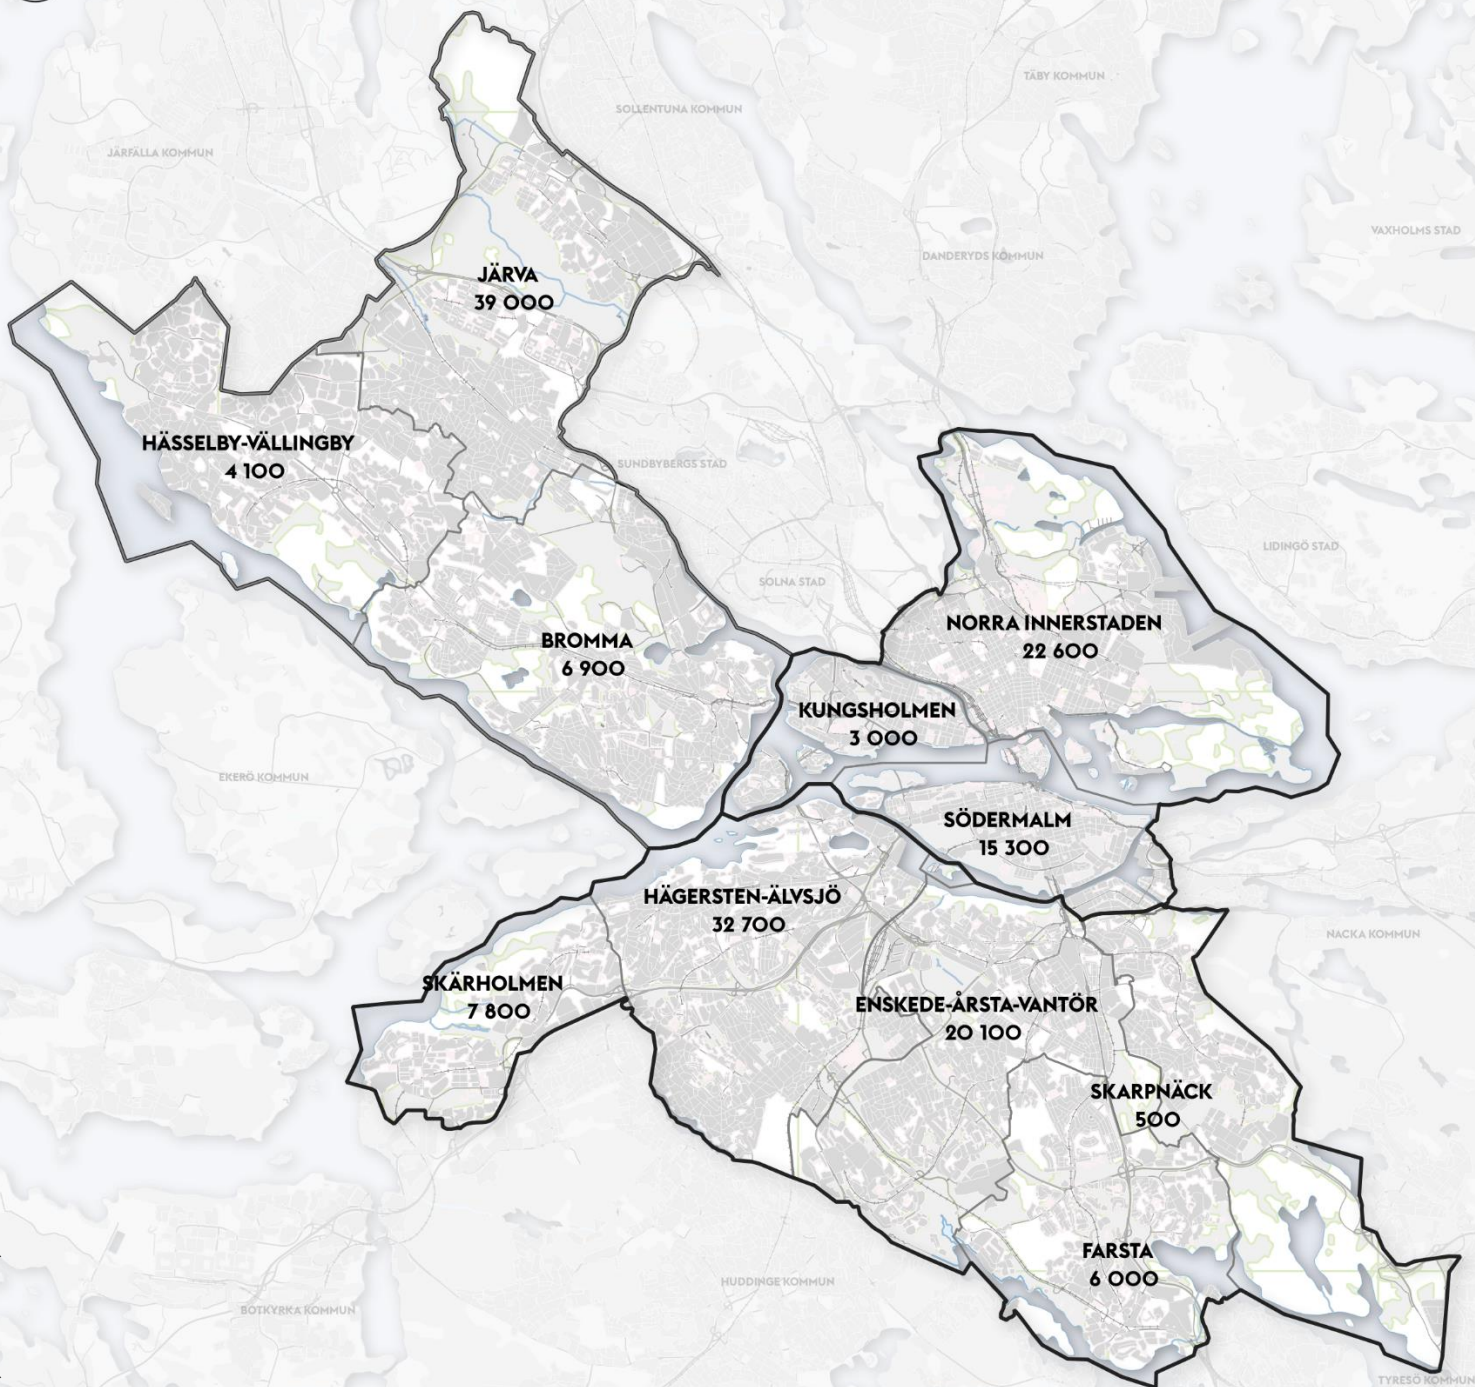 TÄBY KOMMUN
SOLLENTUNA KOMMUN
JÄRFÄLLA KOMMUN
VAXHOLMS STAD
DANDERYDS KOMMUN
JÄRVA
39 000
HÄSSELBY-VÄLLINGBY
4 100
SUNDBYBERGS STAD
LIDINGÖ STAD
SOLNA STAD
NORRA INNERSTADEN
22 600
BROMMA
6 900
KUNGSHOLMEN
3 000
EKERÖ KOMMUN
SÖDERMALM
15 300
HÄGERSTEN-ÄLVSJÖ
32 700
NACKA KOMMUN
SKÄRHOLMEN
7 800
ENSKEDE-ÅRSTA-VANTÖR
20 100
SKARPNÄCK
500
FARSTA
6 000
HUDDINGE KOMMUN
BOTKYRKA KOMMUN
TYRESÖ KOMMUN